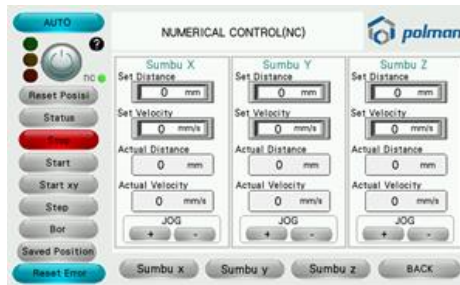 AUTO
NUMERICAL CONTROL(NC)
polman
?
nc
Reset Posisi
Status
Stop
Start
Start xy
Step
Bor
Saved Position
Reset Error
Sumbu X
Set Distance
0 mm
Set Velocity
0 mm/s
Actual Distance
0 mm
Actual Velocity
0 mm/s
JOG
+ -
Sumbu Y
Set Distance
0 mm
Set Velocity
0 mm/s
Actual Distance
0 mm
Actual Velocity
0 mm/s
JOG
+ -
Sumbu Z
Set Distance
0 mm
Set Velocity
0 mm/s
Actual Distance
0 mm
Actual Velocity
0 mm/s
JOG
+ -
Sumbu x
Sumbu y
Sumbu z
BACK